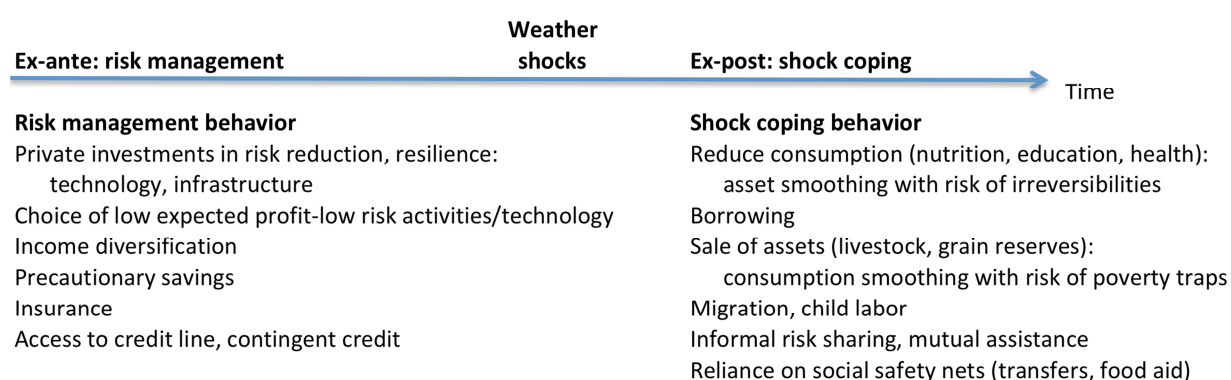 Weather
shocks
Ex-ante: risk management
Ex-post: shock coping
Time
Risk management behavior
Private investments in risk reduction, resilience:
technology, infrastructure
Choice of low expected profit-low risk activities/technology
Income diversification
Precautionary savings
Insurance
Access to credit line, contingent credit
Shock coping behavior
Reduce consumption (nutrition, education, health):
asset smoothing with risk of irreversibilities
Borrowing
Sale of assets (livestock, grain reserves):
consumption smoothing with risk of poverty traps
Migration, child labor
Informal risk sharing, mutual assistance
Reliance on social safety nets (transfers, food aid)